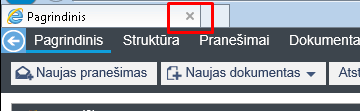 Pagrindinis
Pagrindinis Struktūra Pranešimai Dokumenta
Naujas pranešimas Naujas dokumentas Atst